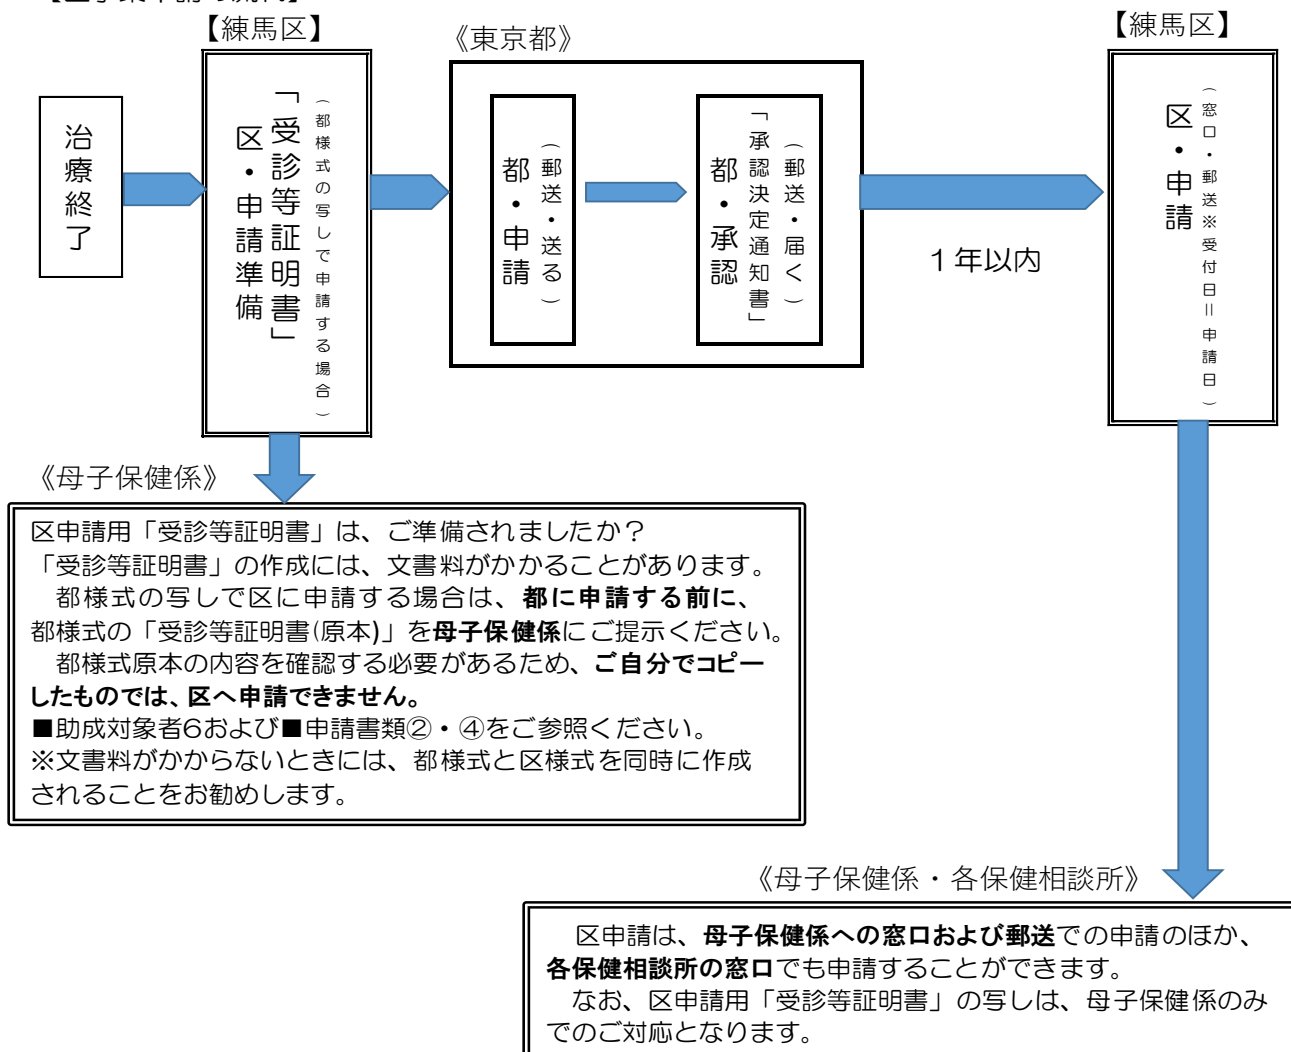 【練馬区】
《東京都》
【練馬区】
治療終了
（都様式の写しで申請する場合）
「受診等証明書」
区・申請準備
（郵送・送る）
都・申請
（郵送・届く）
「承認決定通知書」
都・承認
１年以内
（窓口・郵送※受付日＝申請日）
区・申請
《母子保健係》
区申請用「受診等証明書」は、ご準備されましたか？
「受診等証明書」の作成には、文書料がかかることがあります。
　都様式の写しで区に申請する場合は、都に申請する前に、
都様式の「受診等証明書(原本)」を母子保健係にご提示ください。
　都様式原本の内容を確認する必要があるため、ご自分でコピー
したものでは、区へ申請できません。
■助成対象者6および■申請書類②・④をご参照ください。
※文書料がかからないときには、都様式と区様式を同時に作成
されることをお勧めします。
《母子保健係・各保健相談所》
　区申請は、母子保健係への窓口および郵送での申請のほか、
各保健相談所の窓口でも申請することができます。
　なお、区申請用「受診等証明書」の写しは、母子保健係のみ
でのご対応となります。